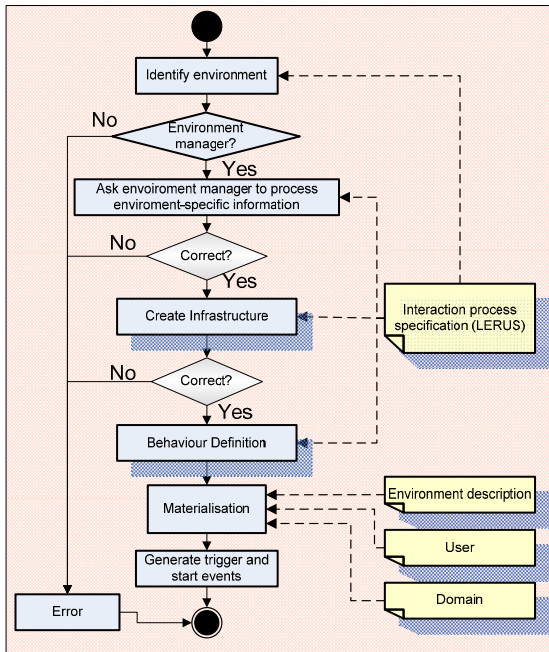 Identify environment
No
Environment
manager?
Yes
Ask envoiroment manager to process
enviroment-specific information
No
Correct?
Yes
Create Infrastructure
Interaction process
specification (LERUS)
No
Correct?
Yes
Behaviour Definition
Materialisation
Environment description
User
Generate trigger and
start events
Domain
Error